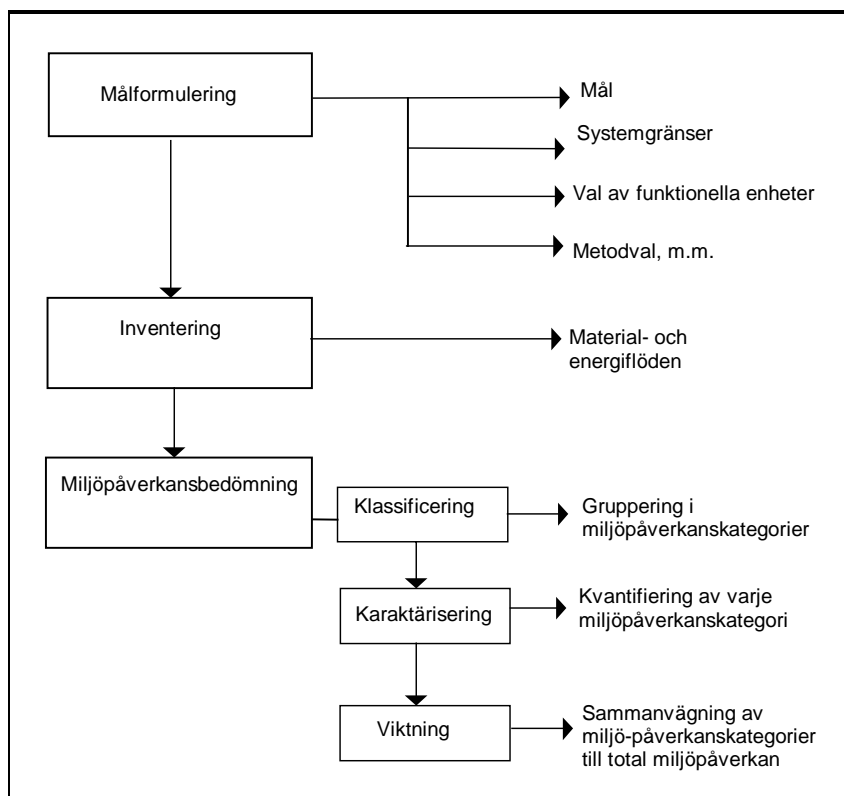 Målformulering
Mål
Systemgränser
Val av funktionella enheter
Metodval, m.m.
Inventering
Material- och
energiflöden
Miljöpåverkansbedömning
Klassificering
Gruppering i
miljöpåverkanskategorier
Karaktärisering
Kvantifiering av varje
miljöpåverkanskategori
Viktning
Sammanvägning av
miljö-påverkanskategorier
till total miljöpåverkan